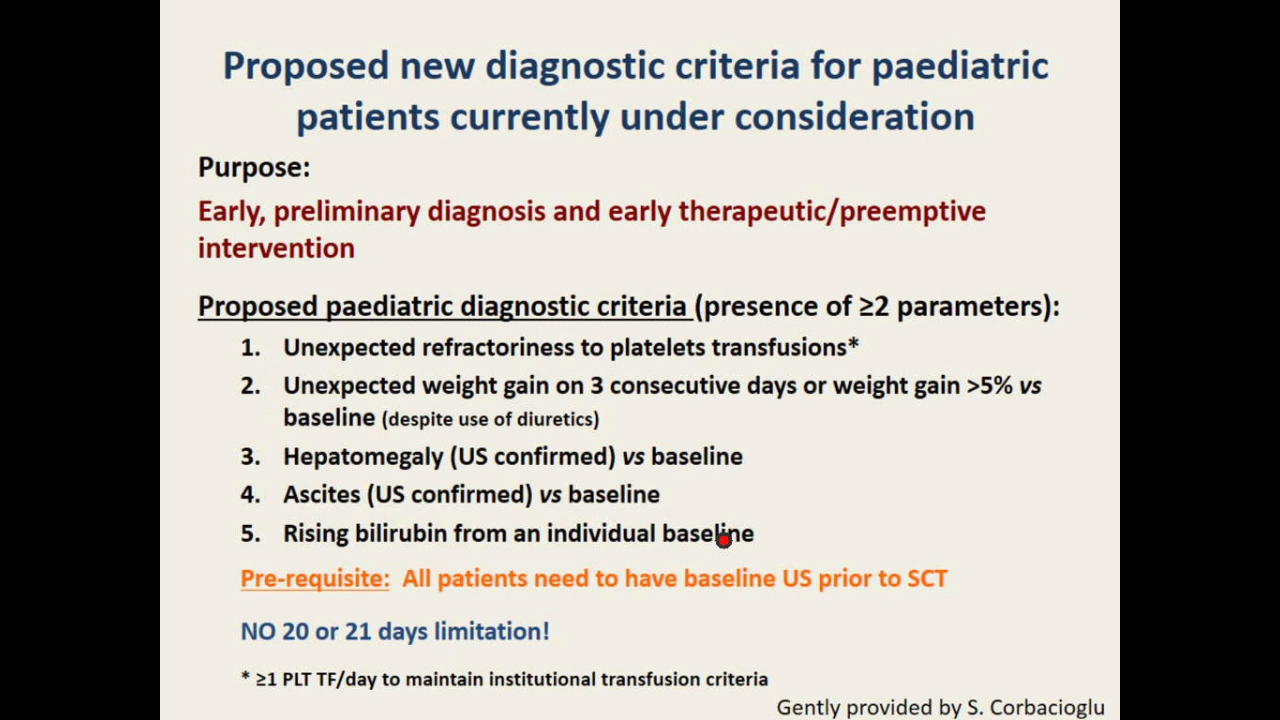 Proposed new diagnostic criteria for paediatric
patients currently under consideration
Purpose:
Early, preliminary diagnosis and early therapeutic/preemptive
intervention
Proposed paediatric diagnostic criteria (presence of ≥2 parameters):
1. Unexpected refractoriness to platelets transfusions*
2. Unexpected weight gain on 3 consecutive days or weight gain >5% vs
baseline (despite use of diuretics)
3. Hepatomegaly (US confirmed) vs baseline
4. Ascites (US confirmed) vs baseline
5. Rising bilirubin from an individual baseline
Pre-requisite: All patients need to have baseline US prior to SCT
NO 20 or 21 days limitation!
* ≥1 PLT TF/day to maintain institutional transfusion criteria
Gently provided by S. Corbacioglu